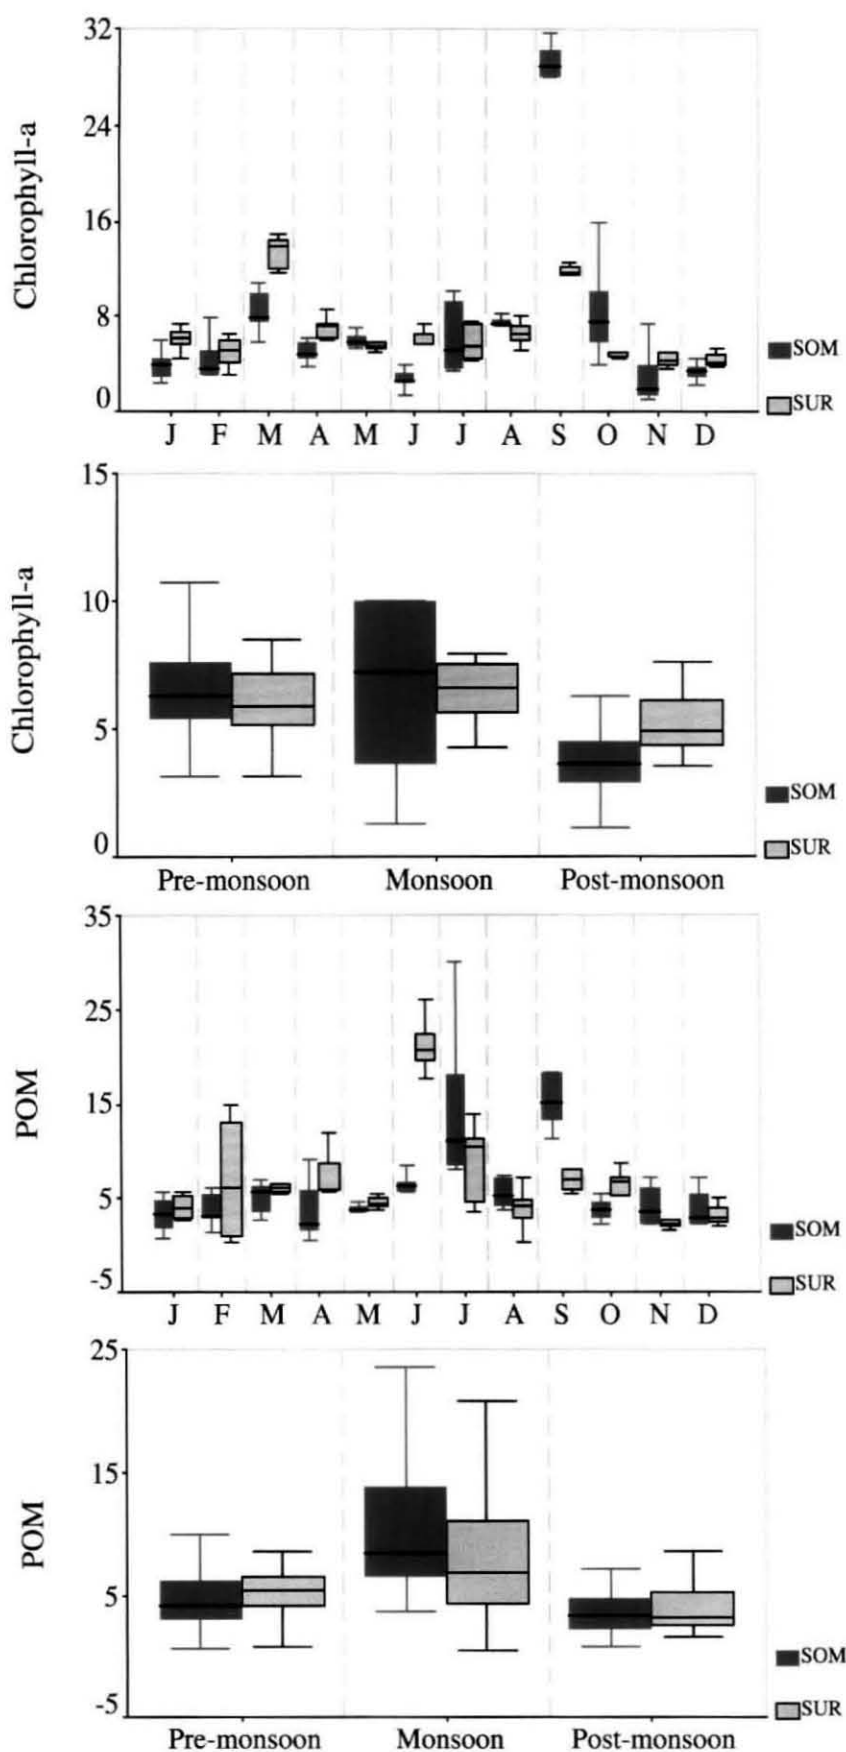 32
24
16
8
0
Chlorophyll-a
J F M A M J J A S O N D
SOM
SUR
15
10
5
0
Chlorophyll-a
Pre-monsoon Monsoon Post-monsoon
SOM
SUR
35
25
15
5
-5
POM
J F M A M J J A S O N D
SOM
SUR
25
15
5
-5
POM
Pre-monsoon Monsoon Post-monsoon
SOM
SUR